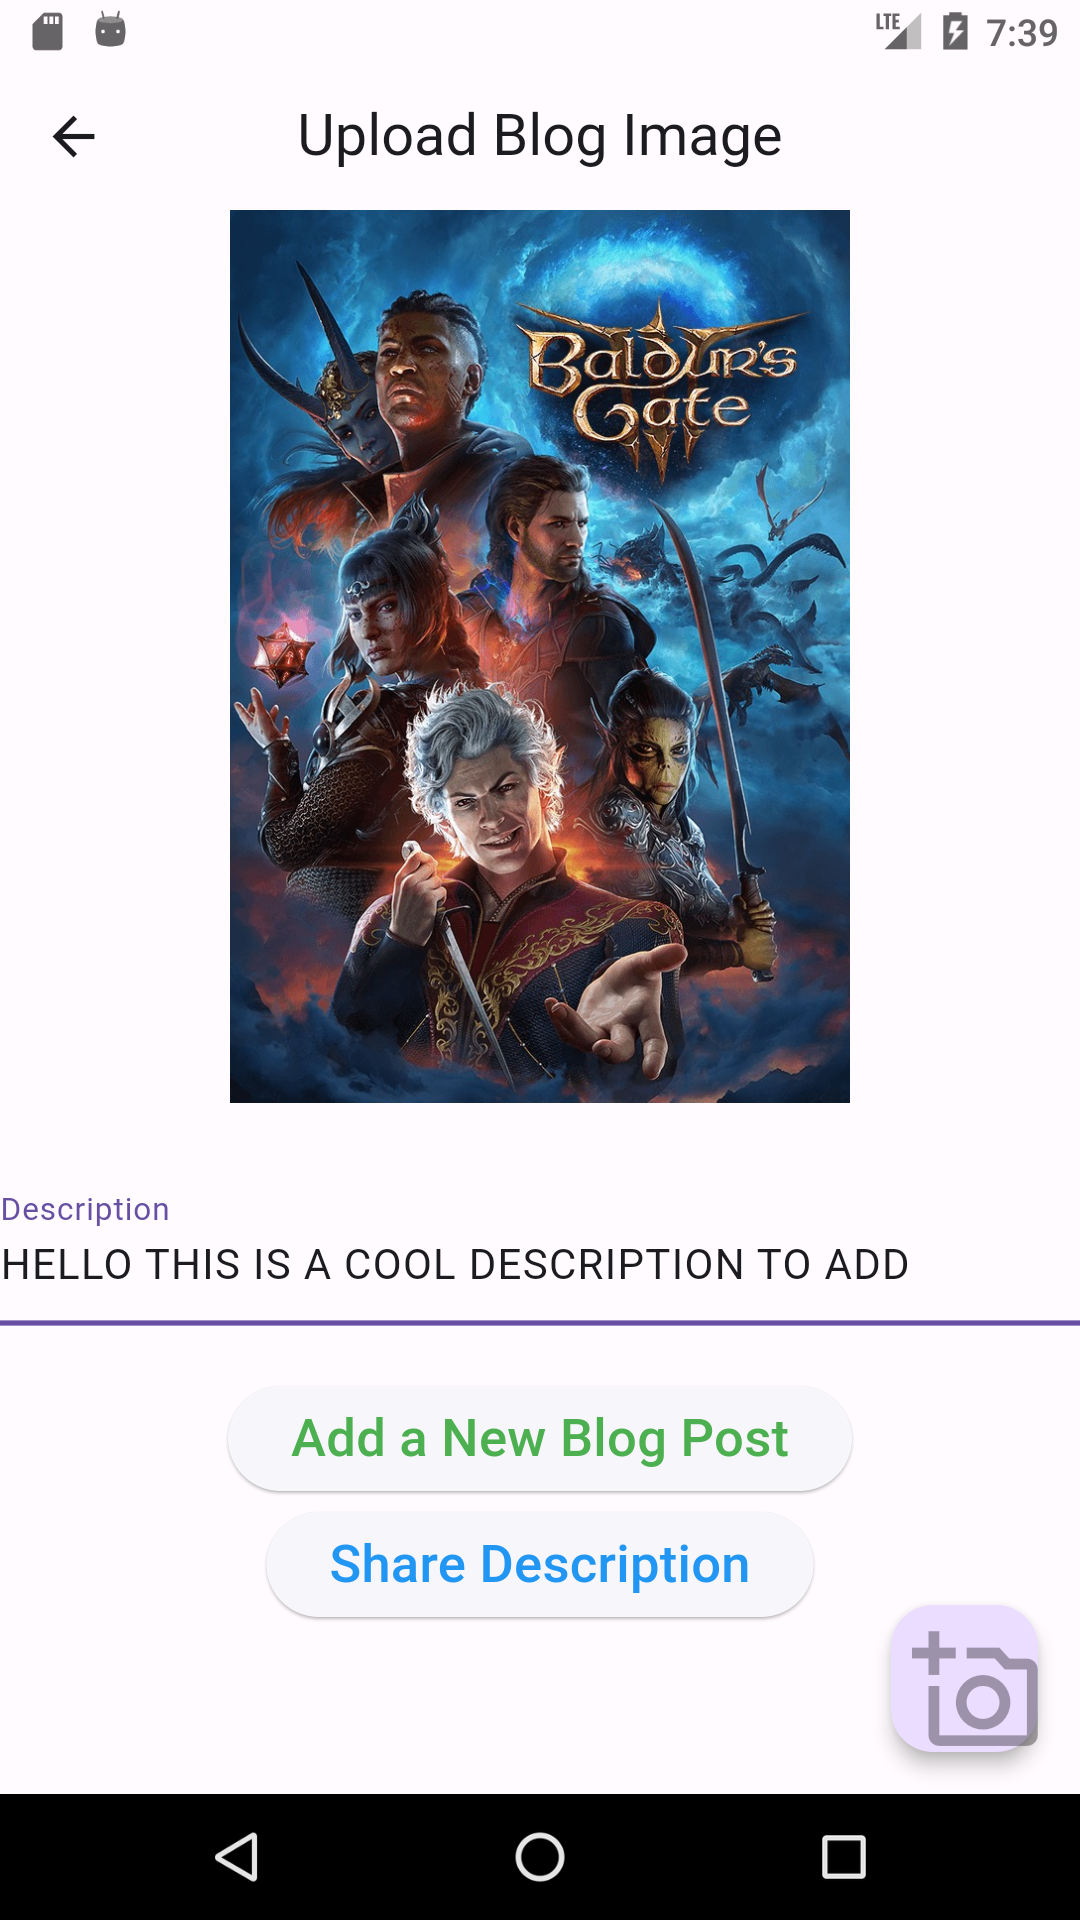 LTE 7:39
Upload Blog Image
Baldur's
Gate
Description
HELLO THIS IS A COOL DESCRIPTION TO ADD
Add a New Blog Post
Share Description